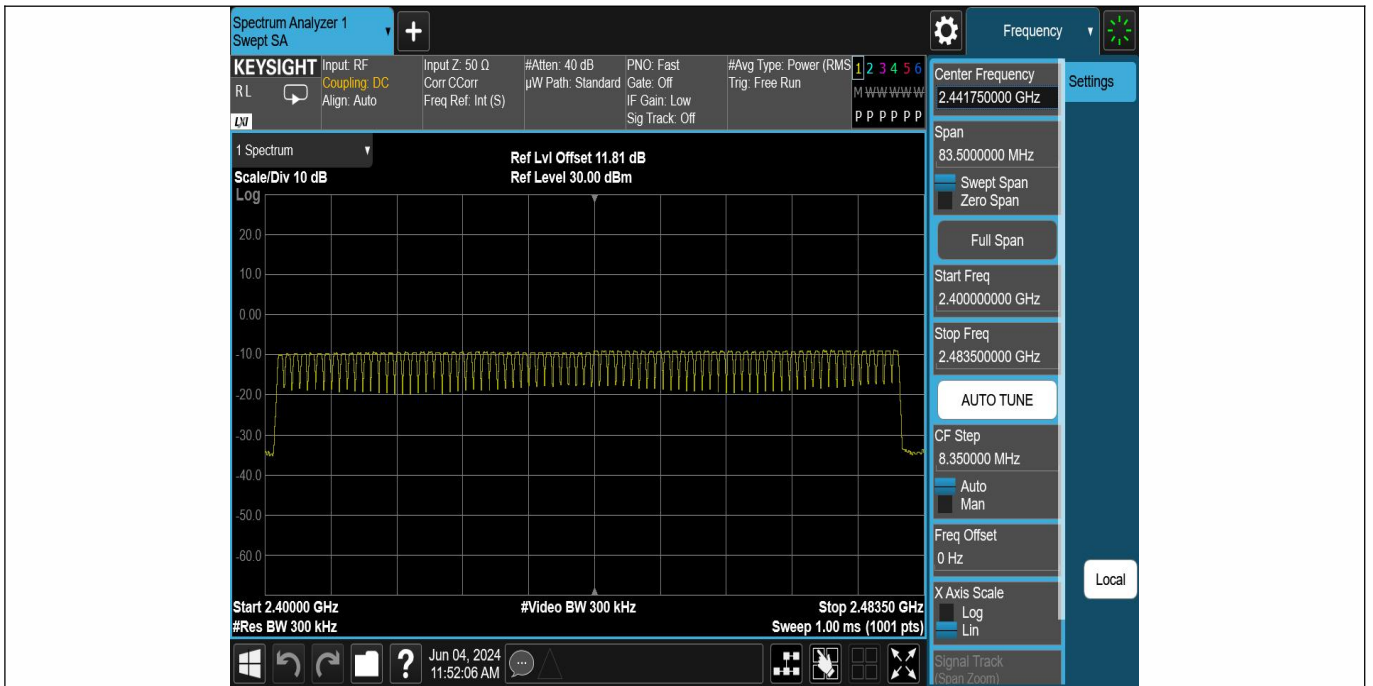 Spectrum Analyzer 1
Swept SA
+
Frequency
KEYSIGHT
RL
LXI
Input: RF
Coupling: DC
Align: Auto
Input Z: 50 Ω
Corr CCorr
Freq Ref: Int (S)
#Atten: 40 dB
µW Path: Standard
PNO: Fast
Gate: Off
IF Gain: Low
Sig Track: Off
#Avg Type: Power (RMS
Trig: Free Run
1 2 3 4 5 6
M W W W W W
P P P P P P
1 Spectrum
Scale/Div 10 dB
Ref Lvl Offset 11.81 dB
Ref Level 30.00 dBm
Log
20.0
10.0
0.00
-10.0
-20.0
-30.0
-40.0
-50.0
-60.0
Start 2.40000 GHz
#Res BW 300 kHz
#Video BW 300 kHz
Stop 2.48350 GHz
Sweep 1.00 ms (1001 pts)
Center Frequency
2.441750000 GHz
Settings
Span
83.5000000 MHz
Swept Span
Zero Span
Full Span
Start Freq
2.400000000 GHz
Stop Freq
2.483500000 GHz
AUTO TUNE
CF Step
8.350000 MHz
Auto
Man
Freq Offset
0 Hz
Local
X Axis Scale
Log
Lin
Signal Track
(Span Zoom)
?
Jun 04, 2024
11:52:06 AM